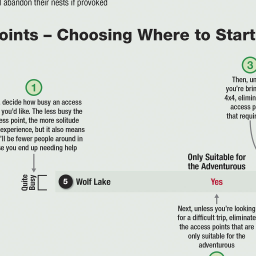 abandon their nests if provoked
oints – Choosing Where to Start
1
3
decide how busy an access
you'd like. The less busy the
ess point, the more solitude
experience, but it also means
'll be fewer people around in
se you end up needing help
Then, un
you're brin
4x4, elimin
access p
that requir
Only Suitable for
the Adventurous
Quite
Busy
5 Wolf Lake
Yes
Next, unless you're looking
for a difficult trip, eliminate
the access points that are
only suitable for the
adventurous